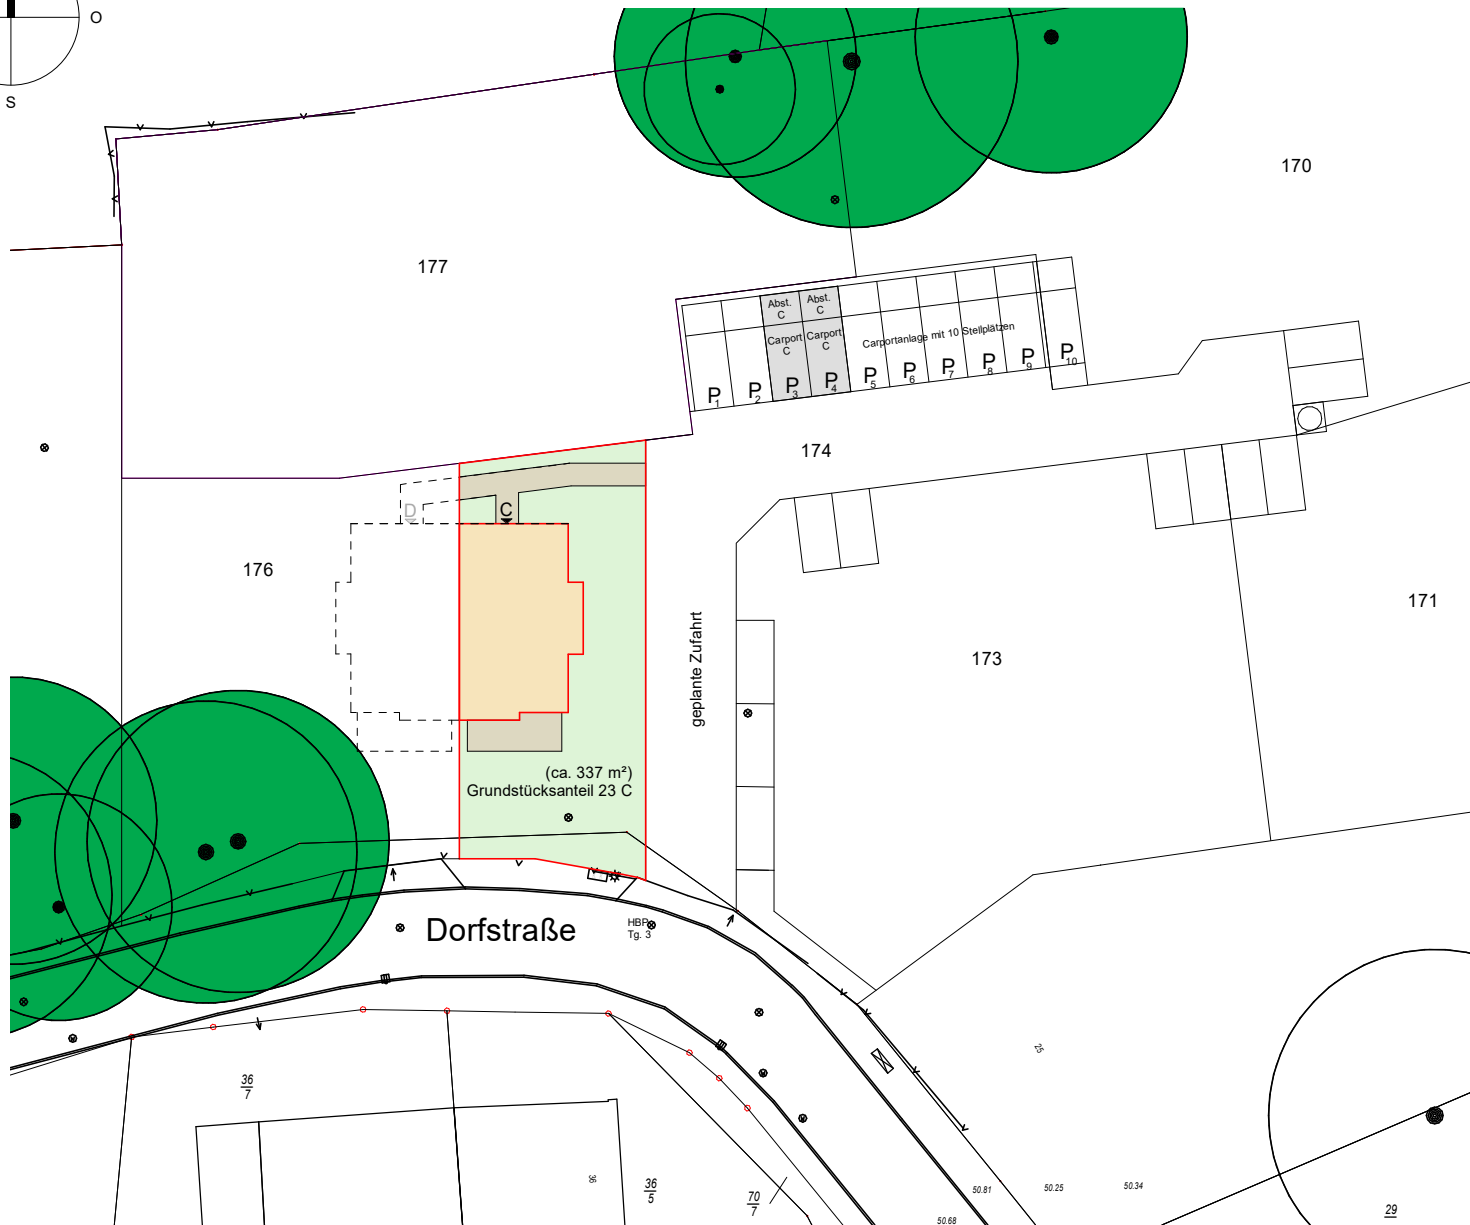 O
S
170
177
Abst.
C
Abst.
C
Carport
C
Carport
C
Carportanlage mit 10 Stellplätzen
P1
P2
P3
P4
P5
P6
P7
P8
P9
P10
174
D
C
176
geplante Zufahrt
173
171
(ca. 337 m²)
Grundstücksanteil 23 C
Dorfstraße
HBP
Tg. 3
25
36
7
36
36
5
70
7
50.81
50.25
50.34
50.68
29